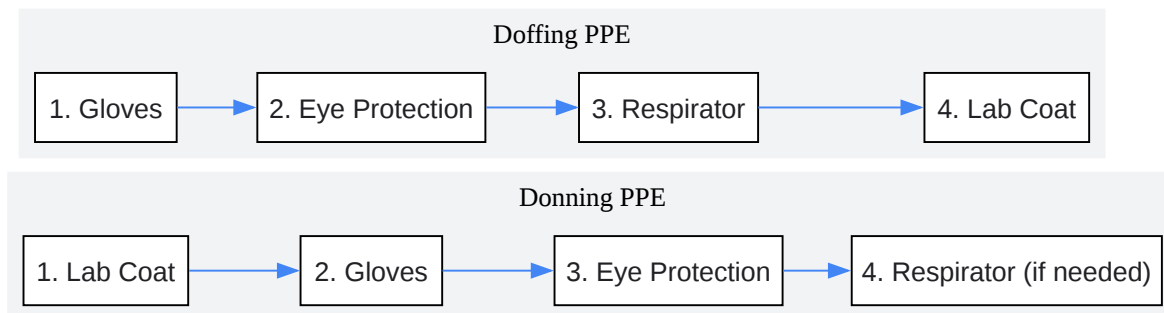 Doffing PPE
1. Gloves
2. Eye Protection
3. Respirator
4. Lab Coat
Donning PPE
1. Lab Coat
2. Gloves
3. Eye Protection
4. Respirator (if needed)